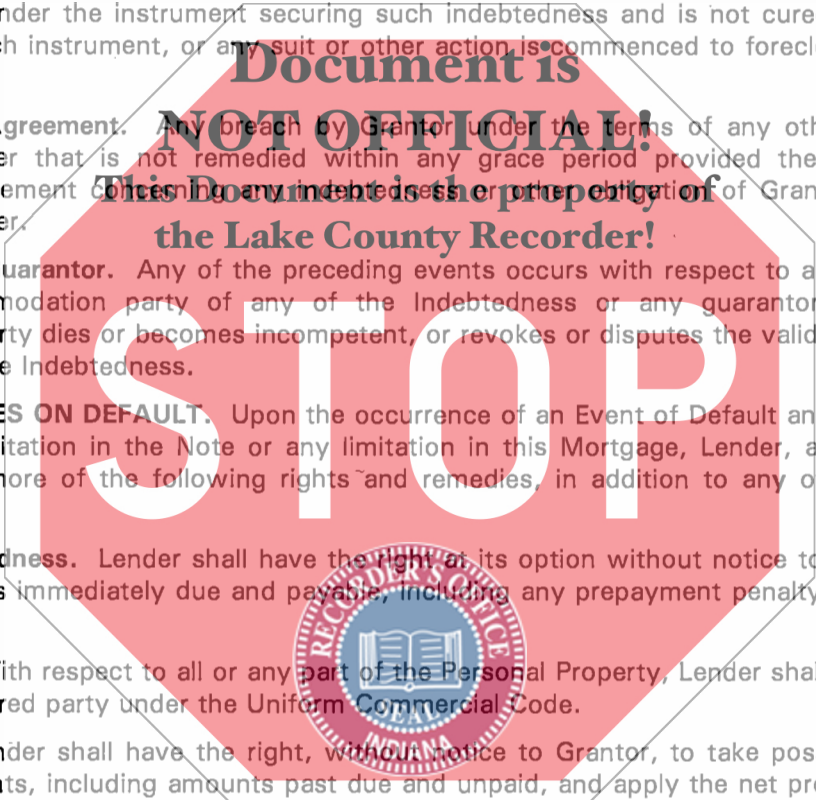 nder the instrument securing such indebtedness and is not cure
h instrument, or any suit or other action is commenced to forecl
Document is
NOT OFFICIAL!
greement. Any breach by Grantor under the terms of any oth
er that is not remedied within any grace period provided the
This Document is the property of
ement concerning any indebtedness or other obligation of Gran
er.
the Lake County Recorder!
uarantor. Any of the preceding events occurs with respect to a
modation party of any of the Indebtedness or any guarantor
rty dies or becomes incompetent, or revokes or disputes the valid
e Indebtedness.
STOP
ES ON DEFAULT. Upon the occurrence of an Event of Default an
itation in the Note or any limitation in this Mortgage, Lender, a
nore of the following rights and remedies, in addition to any o
dness. Lender shall have the right at its option without notice to
s immediately due and payable, including any prepayment penalty
RECORDER'S OFFICE
SEAL
INDIANA
ith respect to all or any part of the Personal Property, Lender shal
red party under the Uniform Commercial Code.
nder shall have the right, without notice to Grantor, to take pos
ts, including amounts past due and unpaid, and apply the net pro